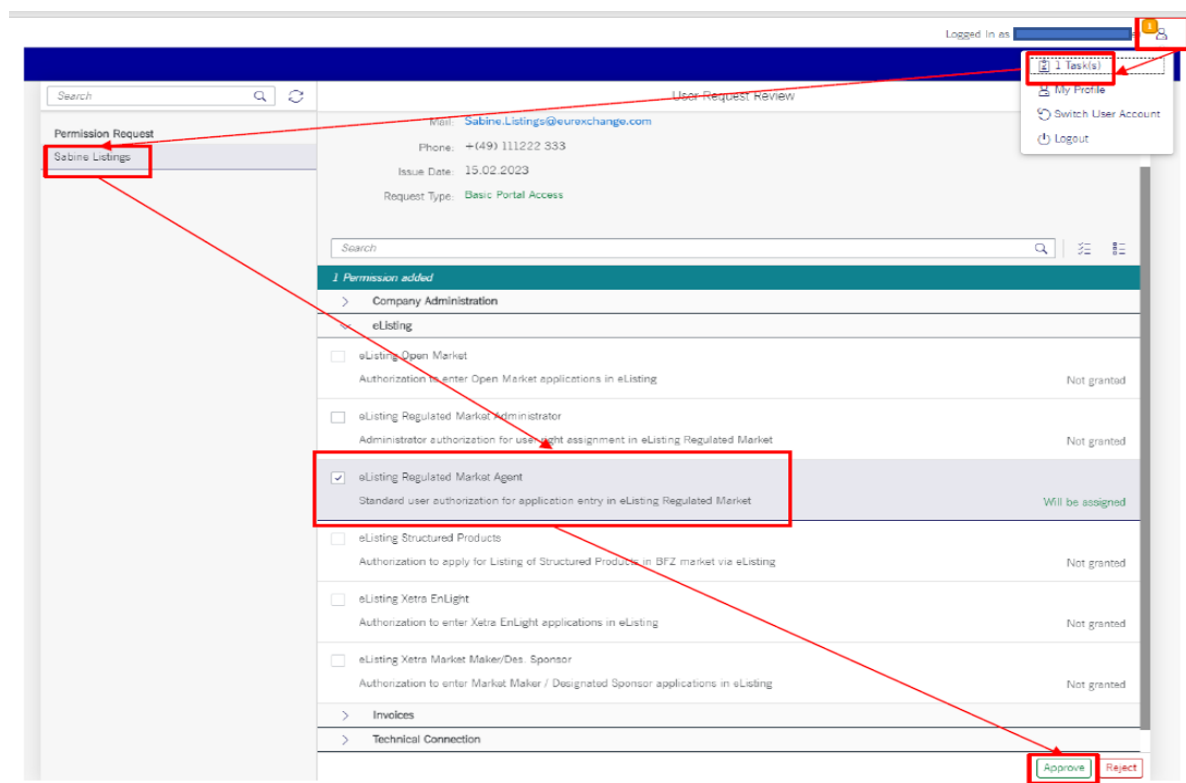 Logged In as
1
1 Task(s)
My Profile
Switch User Account
Logout
Search
User Request Review
Permission Request
Sabine Listings
Mail: Sabine.Listings@eurexchange.com
Phone: +(49) 111222 333
Issue Date: 15.02.2023
Request Type: Basic Portal Access
Search
1 Permission added
Company Administration
eListing
eListing Open Market
Authorization to enter Open Market applications in eListing Not granted
eListing Regulated Market Administrator
Administrator authorization for user right assignment in eListing Regulated Market Not granted
eListing Regulated Market Agent
Standard user authorization for application entry in eListing Regulated Market Will be assigned
eListing Structured Products
Authorization to apply for Listing of Structured Products in BFZ market via eListing Not granted
eListing Xetra EnLight
Authorization to enter Xetra EnLight applications in eListing Not granted
eListing Xetra Market Maker/Des. Sponsor
Authorization to enter Market Maker / Designated Sponsor applications in eListing Not granted
Invoices
Technical Connection
Approve Reject